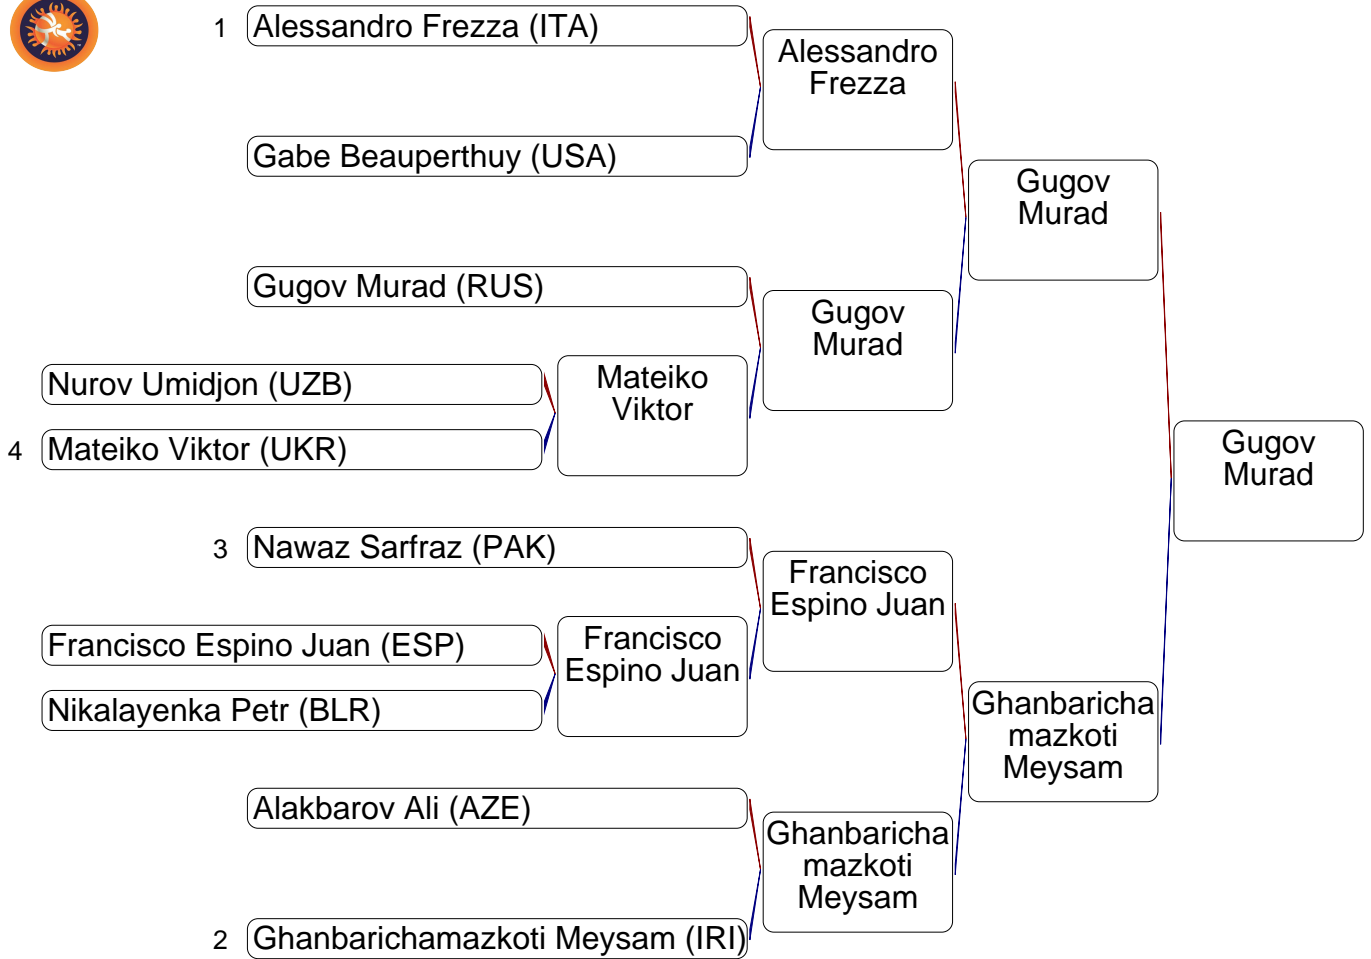 1 Alessandro Frezza (ITA)
Alessandro
Frezza
Gabe Beauperthuy (USA)
Gugov
Murad
Gugov Murad (RUS)
Gugov
Murad
Nurov Umidjon (UZB)
Mateiko
Viktor
4 Mateiko Viktor (UKR)
Gugov
Murad
3 Nawaz Sarfraz (PAK)
Francisco
Espino Juan
Francisco Espino Juan (ESP)
Francisco
Espino Juan
Nikalayenka Petr (BLR)
Ghanbaricha
mazkoti
Meysam
Alakbarov Ali (AZE)
Ghanbaricha
mazkoti
Meysam
2 Ghanbarichamazkoti Meysam (IRI)